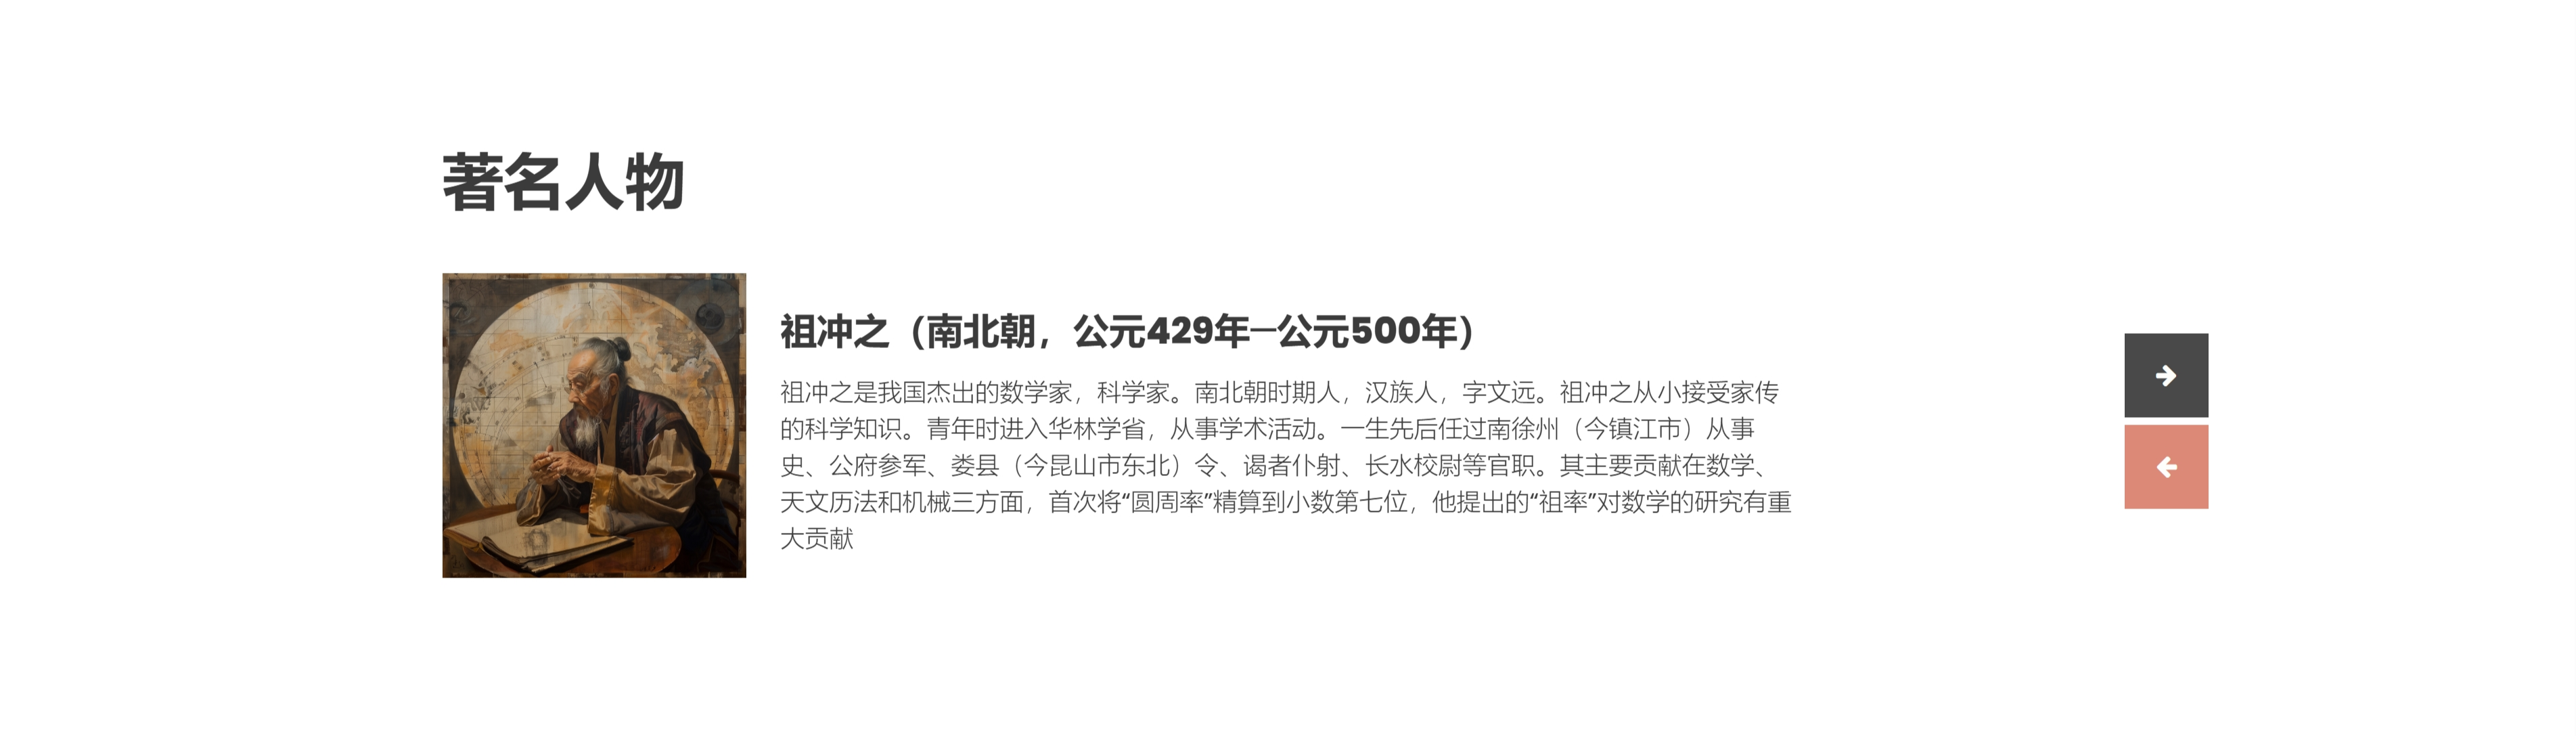 著名人物
祖冲之（南北朝，公元429年—公元500年）
祖冲之是我国杰出的数学家，科学家。南北朝时期人，汉族人，字文远。祖冲之从小接受家传
的科学知识。青年时进入华林学省，从事学术活动。一生先后任过南徐州（今镇江市）从事
史、公府参军、娄县（今昆山市东北）令、谒者仆射、长水校尉等官职。其主要贡献在数学、
天文历法和机械三方面，首次将“圆周率”精算到小数第七位，他提出的“祖率”对数学的研究有重
大贡献